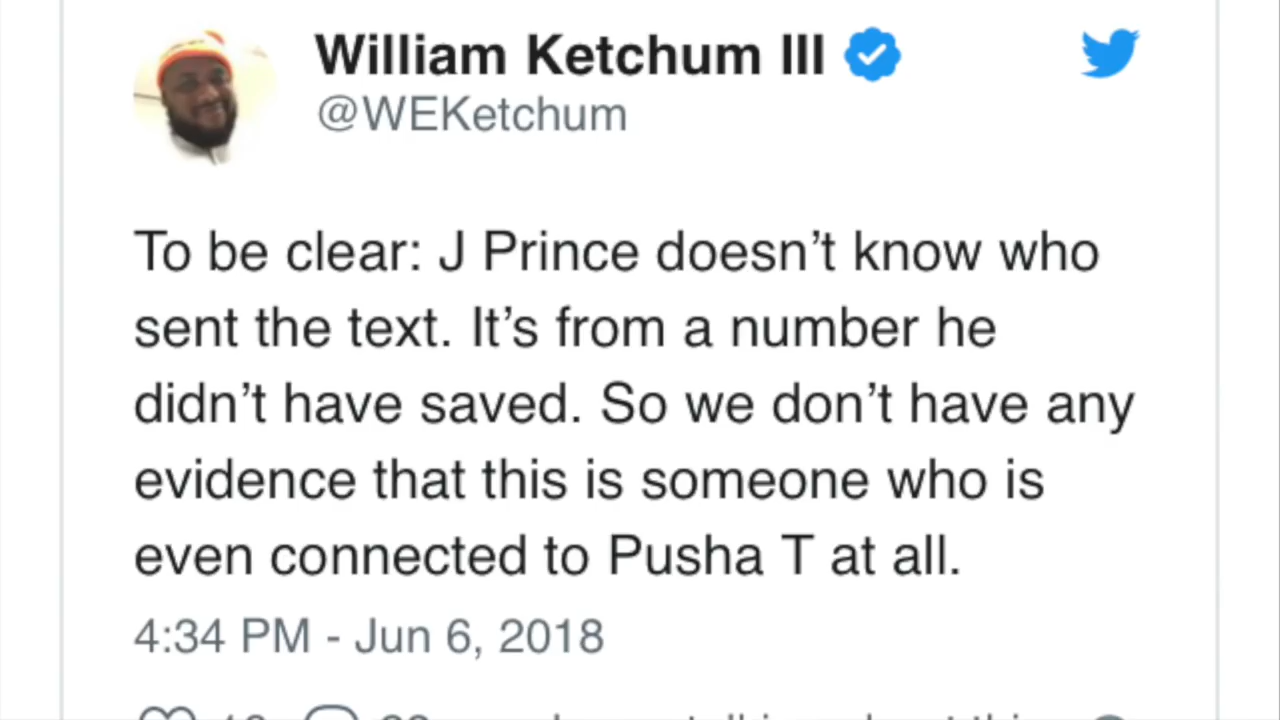 William Ketchum III
@WEKetchum
To be clear: J Prince doesn’t know who
sent the text. It’s from a number he
didn’t have saved. So we don’t have any
evidence that this is someone who is
even connected to Pusha T at all.
4:34 PM - Jun 6, 2018